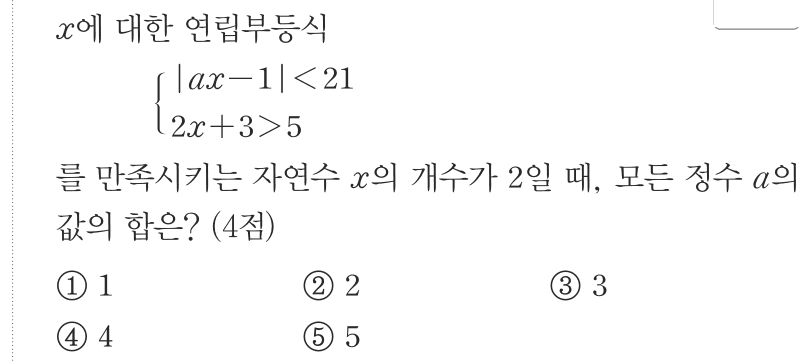 x에 대한 연립부등식
|ax-1|<21
2x+3>5
를 만족시키는 자연수 x의 개수가 2일 때, 모든 정수 a의
값의 합은? (4점)
① 1 ② 2 ③ 3
④ 4 ⑤ 5